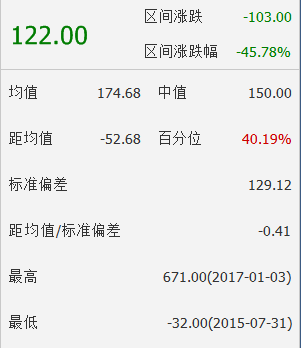 122.00 区间涨跌 -103.00
区间涨跌幅 -45.78%
均值 174.68 中值 150.00
距均值 -52.68 百分位 40.19%
标准偏差 129.12
距均值/标准偏差 -0.41
最高 671.00(2017-01-03)
最低 -32.00(2015-07-31)